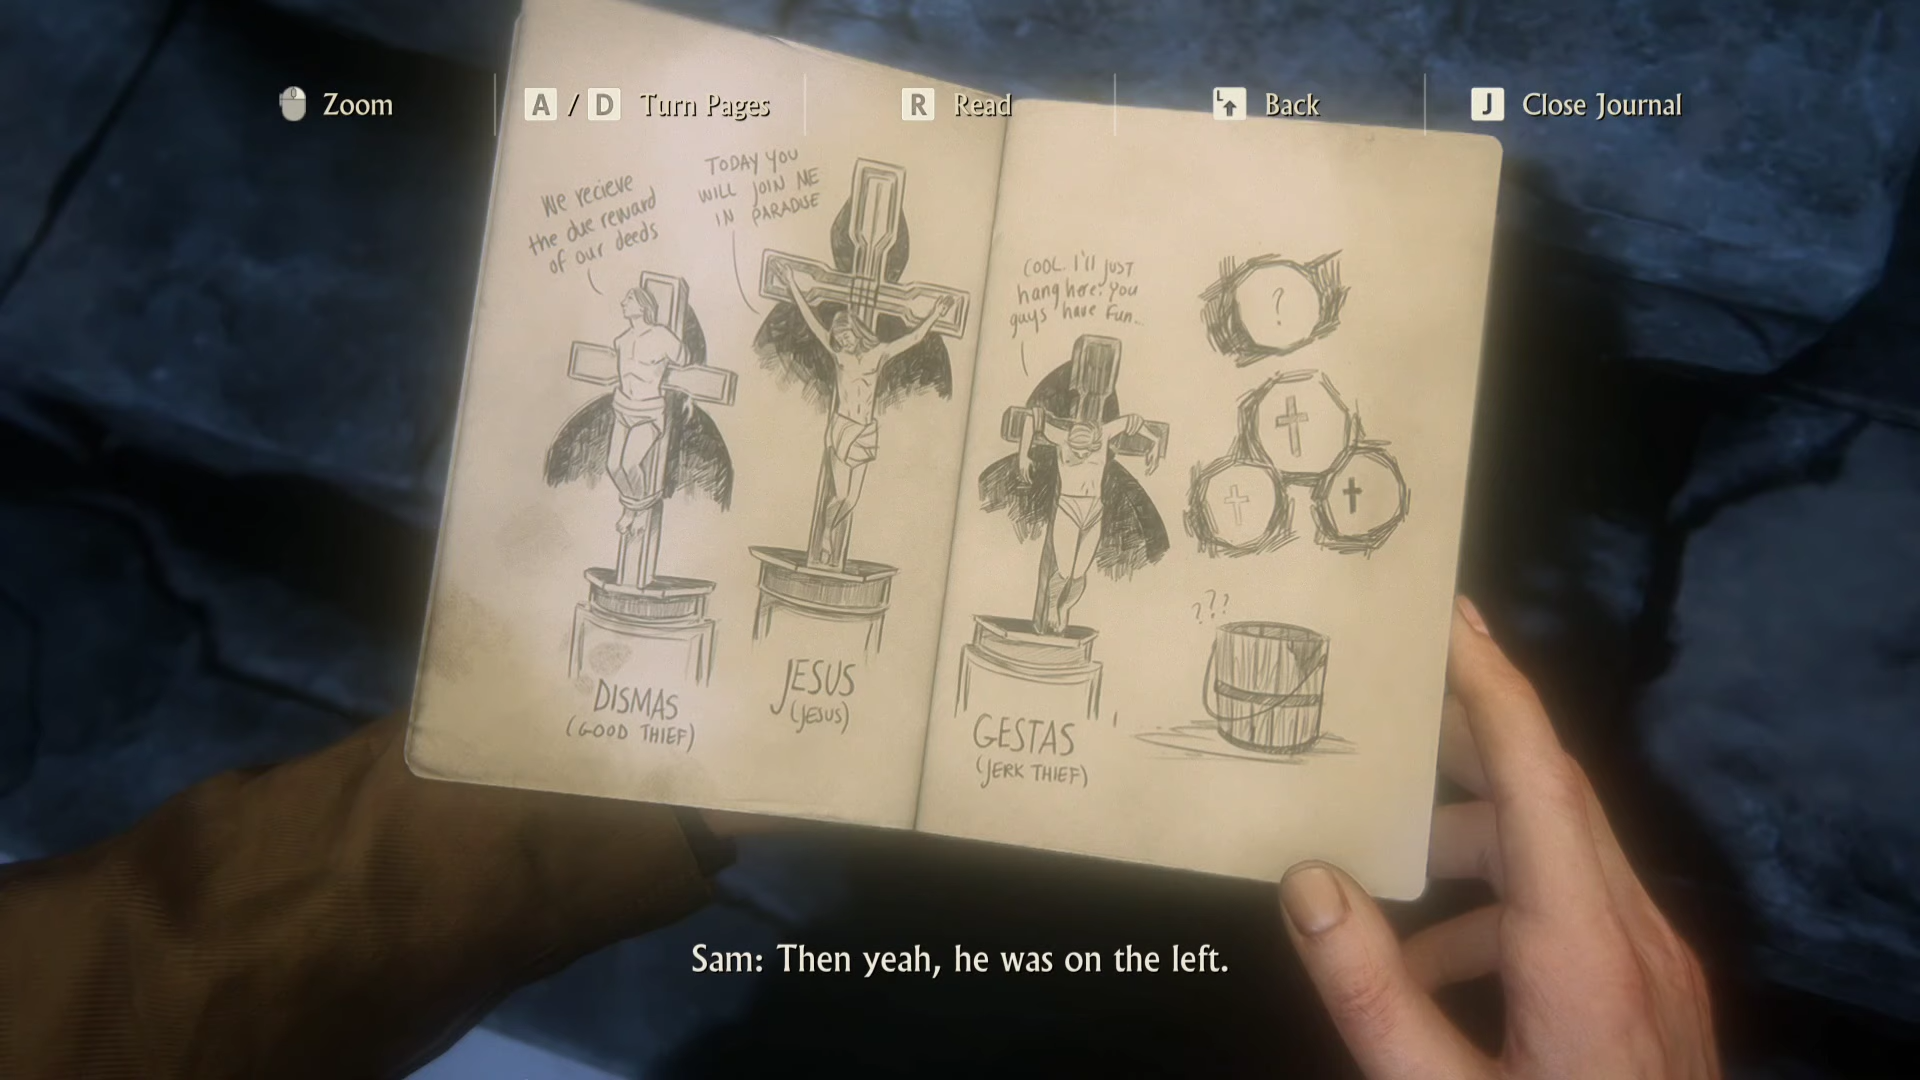 Zoom
A / D Turn Pages
R Read
L Back
J Close Journal
We recieve
the due reward
of our deeds
TODAY YOU
WILL JOIN ME
IN PARADISE
COOL. I'll JUST
hang here. You
guys have fun..
?
???
DISMAS
(GOOD THIEF)
JESUS
(JESUS)
GESTAS
(JERK THIEF)
Sam: Then yeah, he was on the left.